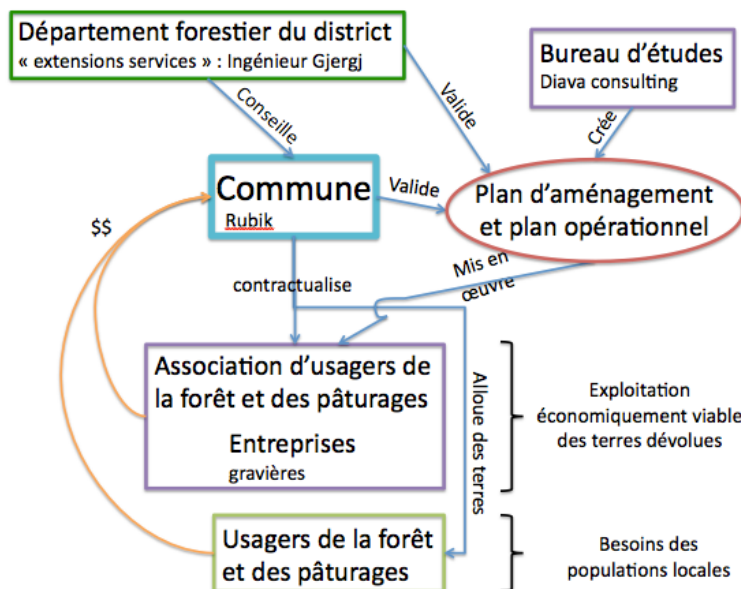 Département forestier du district
« extensions services » : Ingénieur Gjergj
Bureau d'études
Diava consulting
Conseille
Valide
Crée
Commune
Rubik
Valide
Plan d'aménagement
et plan opérationnel
$$
contractualise
Mis en
œuvre
Association d'usagers de
la forêt et des pâturages
Entreprises
gravières
Alloue des terres
Exploitation
économiquement viable
des terres dévolues
Usagers de la forêt
et des pâturages
Besoins des
populations locales